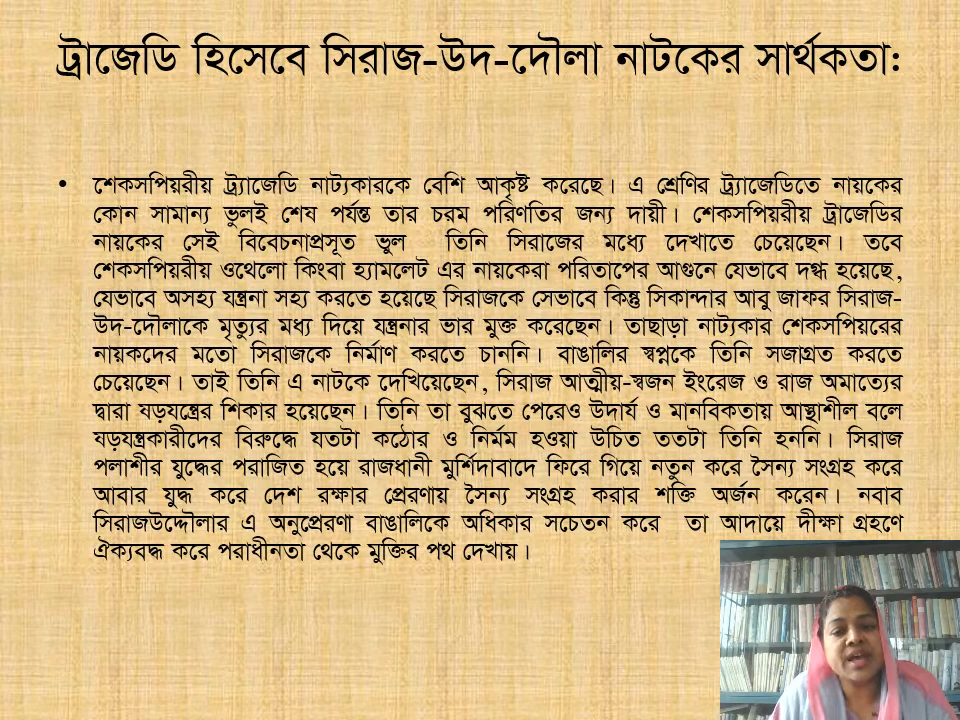 ট্রাজেডি হিসেবে সিরাজ-উদ-দৌলা নাটকের সার্থকতা:
• শেকসপিয়রীয় ট্র্যাজেডি নাট্যকারকে বেশি আকৃষ্ট করেছে। এ শ্রেণির ট্র্যাজেডিতে নায়কের
কোন সামান্য ভুলই শেষ পর্যন্ত তার চরম পরিণতির জন্য দায়ী। শেকসপিয়রীয় ট্রাজেডির
নায়কের সেই বিবেচনাপ্রসূত ভুল তিনি সিরাজের মধ্যে দেখাতে চেয়েছেন। তবে
শেকসপিয়রীয় ওথেলো কিংবা হ্যামলেট এর নায়কেরা পরিতাপের আগুনে যেভাবে দগ্ধ হয়েছে,
যেভাবে অসহ্য যন্ত্রনা সহ্য করতে হয়েছে সিরাজকে সেভাবে কিন্তু সিকান্দার আবু জাফর সিরাজ-
উদ-দৌলাকে মৃত্যুর মধ্য দিয়ে যন্ত্রনার ভার মুক্ত করেছেন। তাছাড়া নাট্যকার শেকসপিয়রের
নায়কদের মতো সিরাজকে নির্মাণ করতে চাননি। বাঙালির স্বপ্নকে তিনি সজাগ্রত করতে
চেয়েছেন। তাই তিনি এ নাটকে দেখিয়েছেন, সিরাজ আত্মীয়-স্বজন ইংরেজ ও রাজ অমাত্যের
দ্বারা ষড়যন্ত্রের শিকার হয়েছেন। তিনি তা বুঝতে পেরেও উদার্য ও মানবিকতায় আস্থাশীল বলে
ষড়যন্ত্রকারীদের বিরুদ্ধে যতটা কঠোর ও নির্মম হওয়া উচিত ততটা তিনি হননি। সিরাজ
পলাশীর যুদ্ধের পরাজিত হয়ে রাজধানী মুর্শিদাবাদে ফিরে গিয়ে নতুন করে সৈন্য সংগ্রহ করে
আবার যুদ্ধ করে দেশ রক্ষার প্রেরণায় সৈন্য সংগ্রহ করার শক্তি অর্জন করেন। নবাব
সিরাজউদ্দৌলার এ অনুপ্রেরণা বাঙালিকে অধিকার সচেতন করে তা আদায়ে দীক্ষা গ্রহণে
ঐক্যবদ্ধ করে পরাধীনতা থেকে মুক্তির পথ দেখায়।